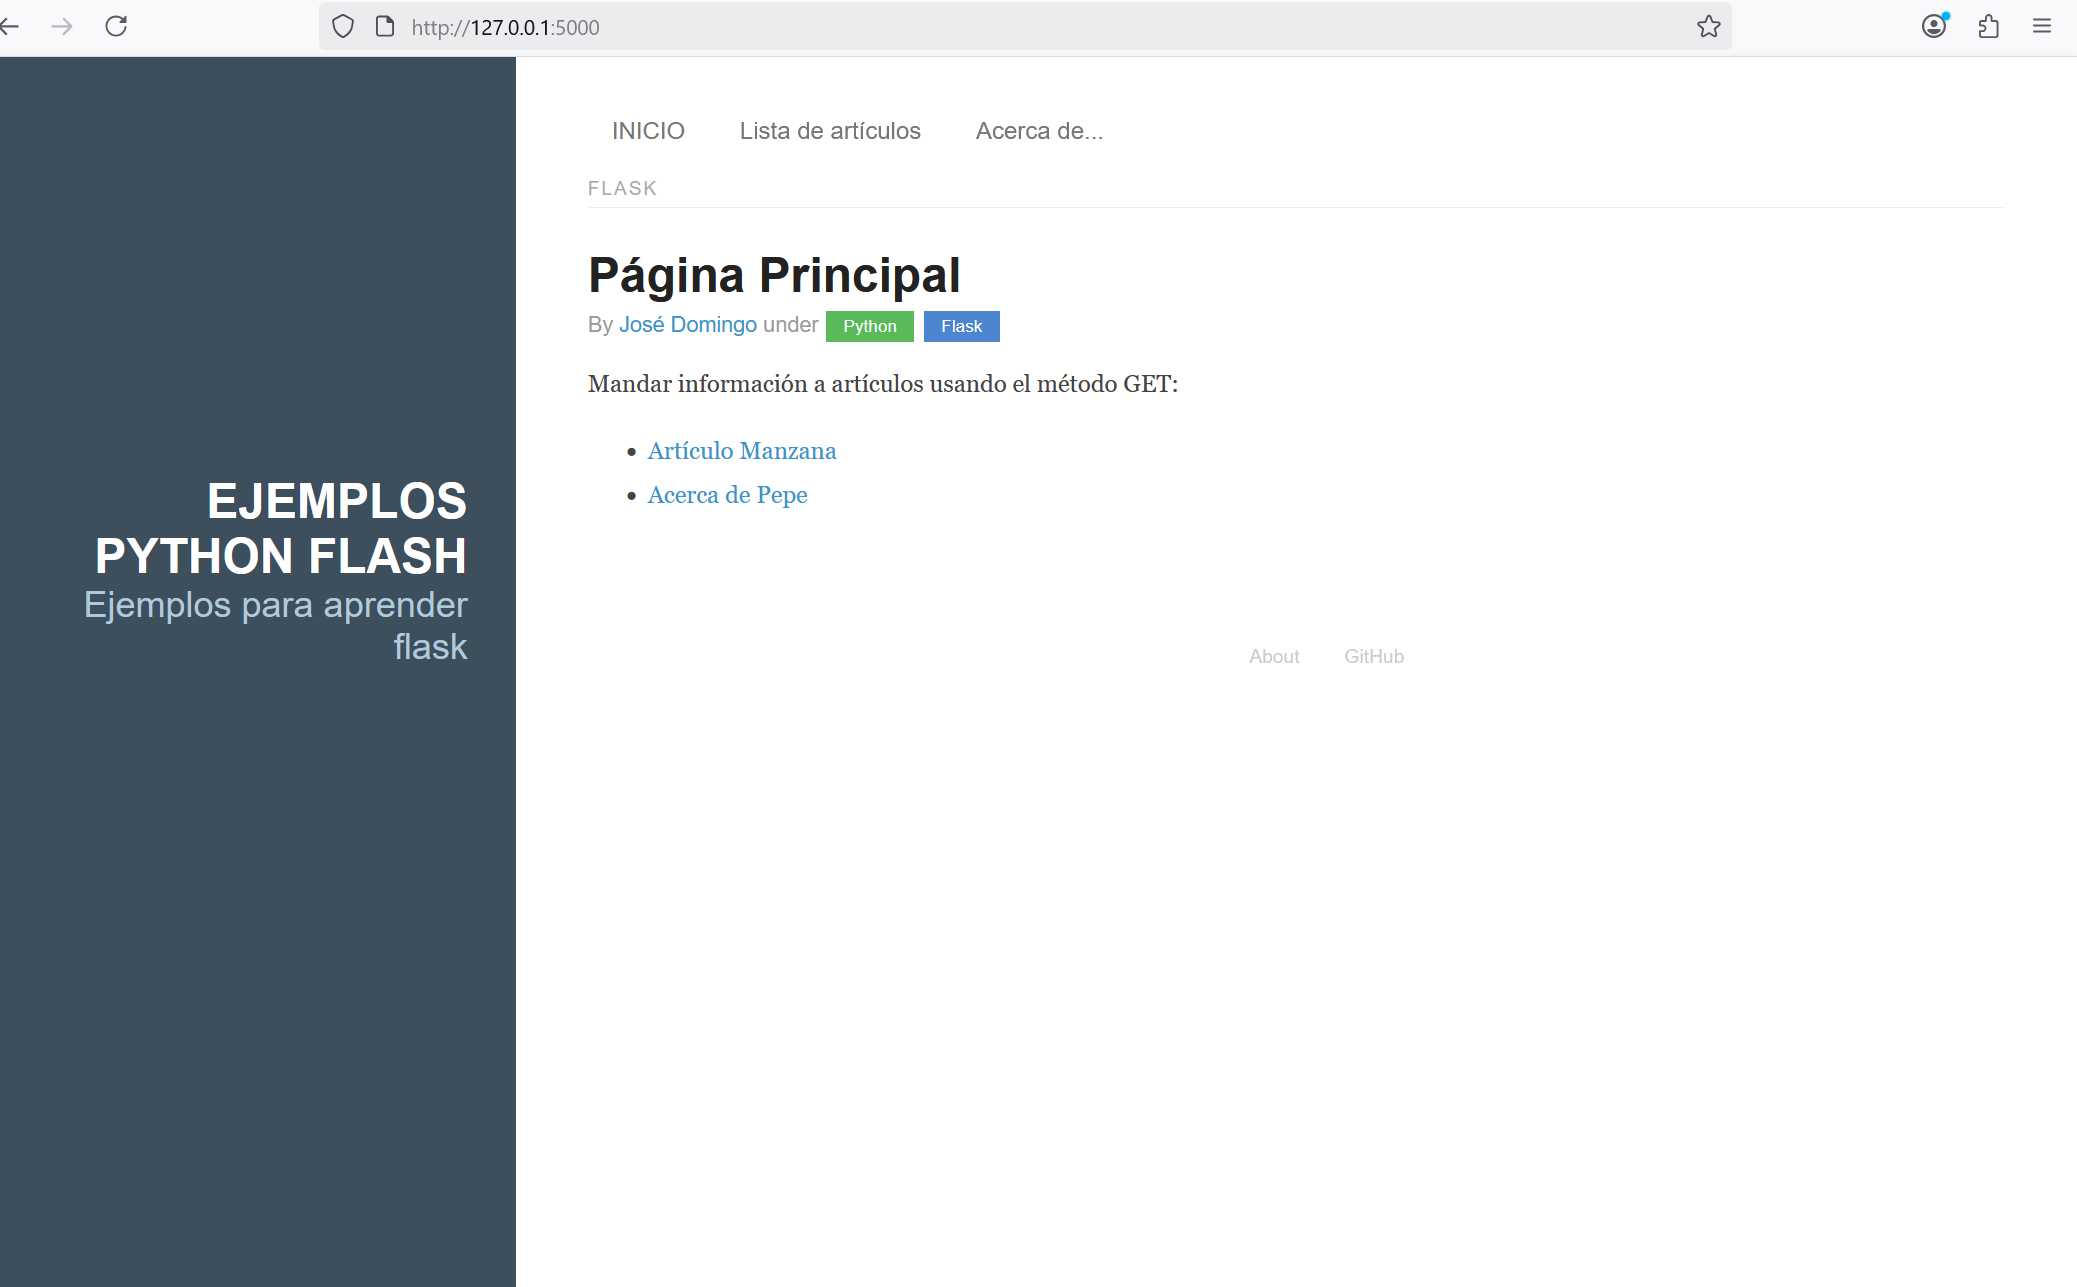 http://127.0.0.1:5000
INICIO Lista de artículos Acerca de...
FLASK
Página Principal
By José Domingo under Python Flask
Mandar información a artículos usando el método GET:
Artículo Manzana
Acerca de Pepe
EJEMPLOS
PYTHON FLASH
Ejemplos para aprender
flask
About GitHub